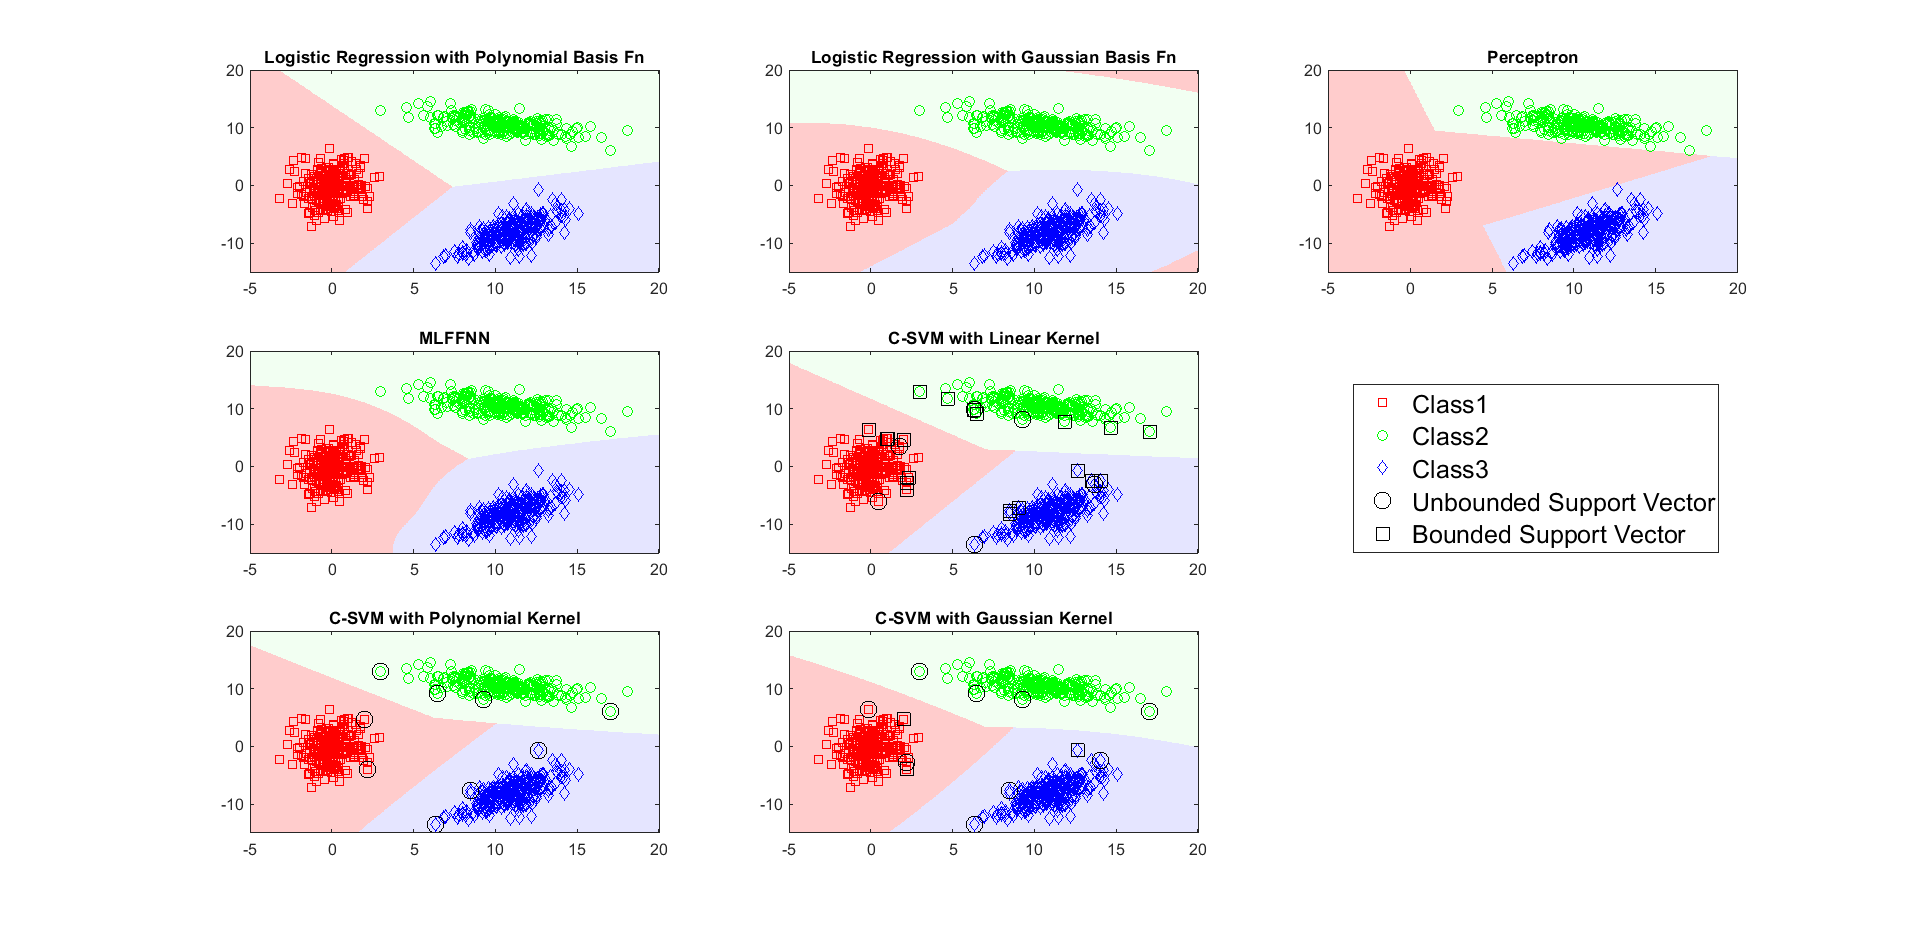 Logistic Regression with Polynomial Basis Fn
20
10
0
-10
-5 0 5 10 15 20
Logistic Regression with Gaussian Basis Fn
20
10
0
-10
-5 0 5 10 15 20
Perceptron
20
10
0
-10
-5 0 5 10 15 20
MLFFNN
20
10
0
-10
-5 0 5 10 15 20
C-SVM with Linear Kernel
20
10
0
-10
-5 0 5 10 15 20
Class1
Class2
Class3
Unbounded Support Vector
Bounded Support Vector
C-SVM with Polynomial Kernel
20
10
0
-10
-5 0 5 10 15 20
C-SVM with Gaussian Kernel
20
10
0
-10
-5 0 5 10 15 20